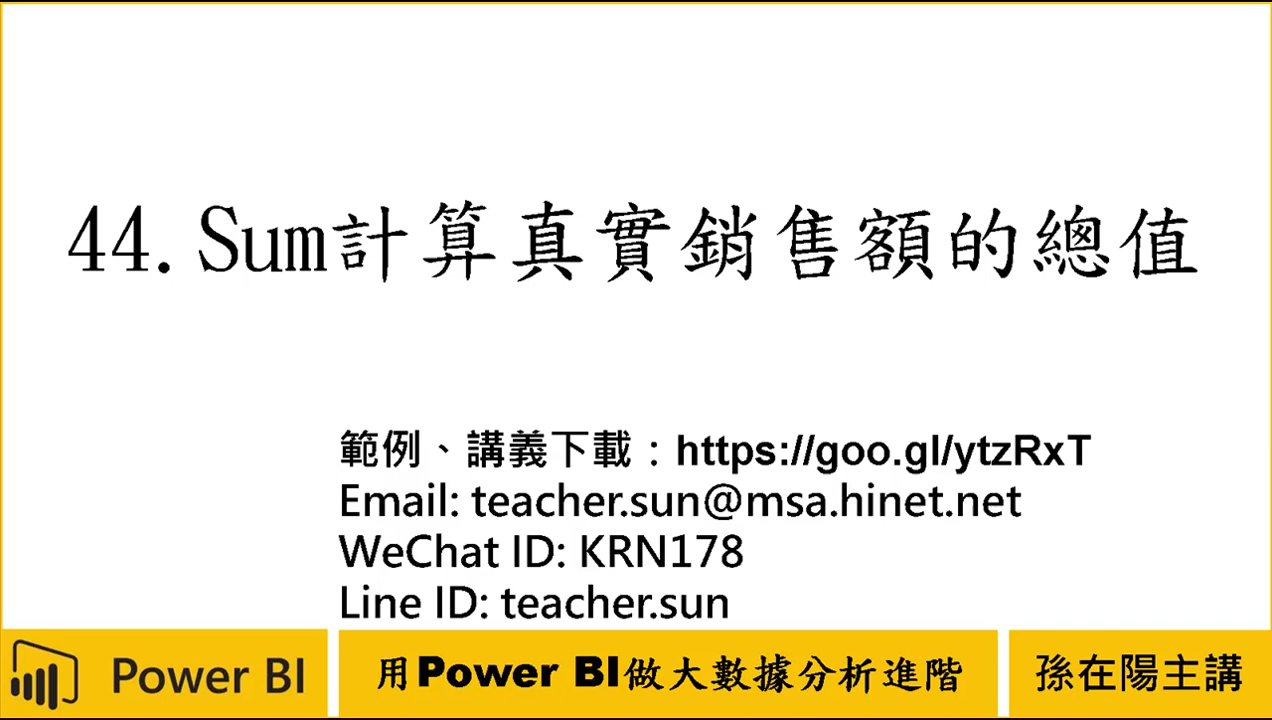 44.Sum計算真實銷售額的總值
範例、講義下載：https://goo.gl/ytzRxT
Email: teacher.sun@msa.hinet.net
WeChat ID: KRN178
Line ID: teacher.sun
Power BI
用Power BI做大數據分析進階
孫在陽主講